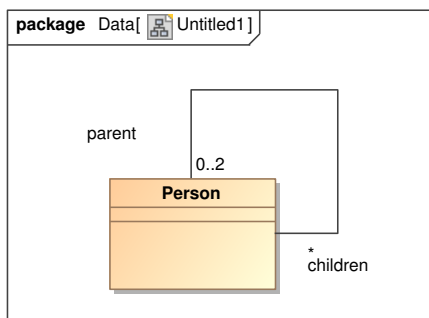 package Data[ Untitled1 ]
parent
0..2
Person
*
children